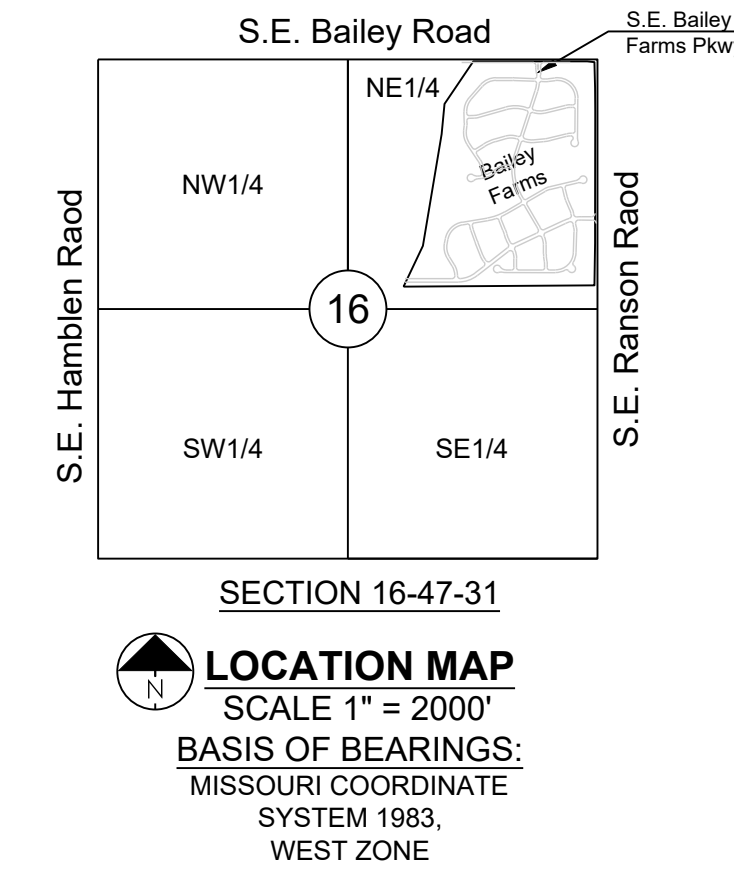 S.E. Bailey Road
S.E. Bailey
Farms Pkw
NE1/4
NW1/4
Bailey
Farms
S.E. Hamblen Raod
S.E. Ranson Raod
16
SW1/4
SE1/4
SECTION 16-47-31
N
LOCATION MAP
SCALE 1" = 2000'
BASIS OF BEARINGS:
MISSOURI COORDINATE
SYSTEM 1983,
WEST ZONE